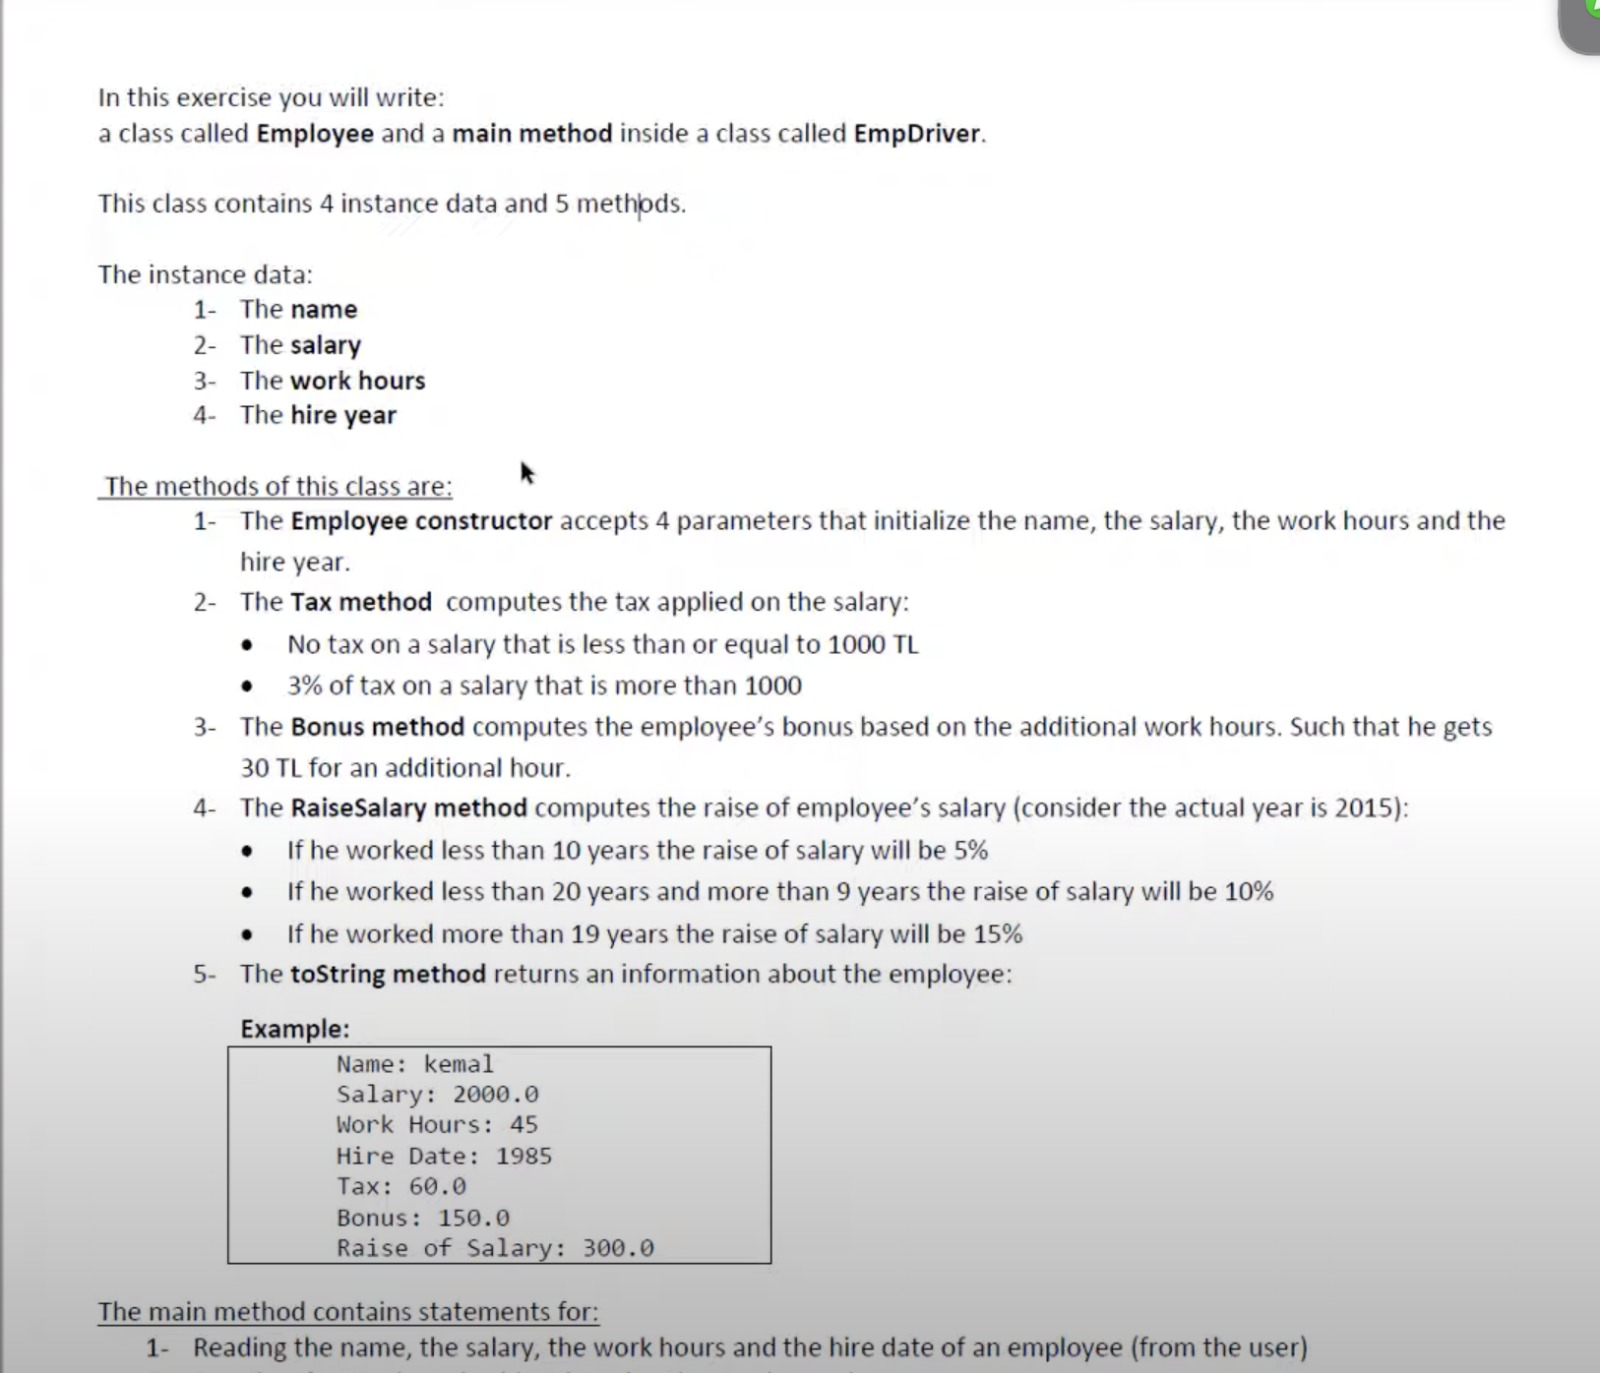 In this exercise you will write:
a class called Employee and a main method inside a class called EmpDriver.
This class contains 4 instance data and 5 methods.
The instance data:
1- The name
2- The salary
3- The work hours
4- The hire year
The methods of this class are:
1- The Employee constructor accepts 4 parameters that initialize the name, the salary, the work hours and the
hire year.
2- The Tax method computes the tax applied on the salary:
• No tax on a salary that is less than or equal to 1000 TL
• 3% of tax on a salary that is more than 1000
3- The Bonus method computes the employee’s bonus based on the additional work hours. Such that he gets
30 TL for an additional hour.
4- The RaiseSalary method computes the raise of employee’s salary (consider the actual year is 2015):
• If he worked less than 10 years the raise of salary will be 5%
• If he worked less than 20 years and more than 9 years the raise of salary will be 10%
• If he worked more than 19 years the raise of salary will be 15%
5- The toString method returns an information about the employee:
Example:
Name: kemal
Salary: 2000.0
Work Hours: 45
Hire Date: 1985
Tax: 60.0
Bonus: 150.0
Raise of Salary: 300.0
The main method contains statements for:
1- Reading the name, the salary, the work hours and the hire date of an employee (from the user)